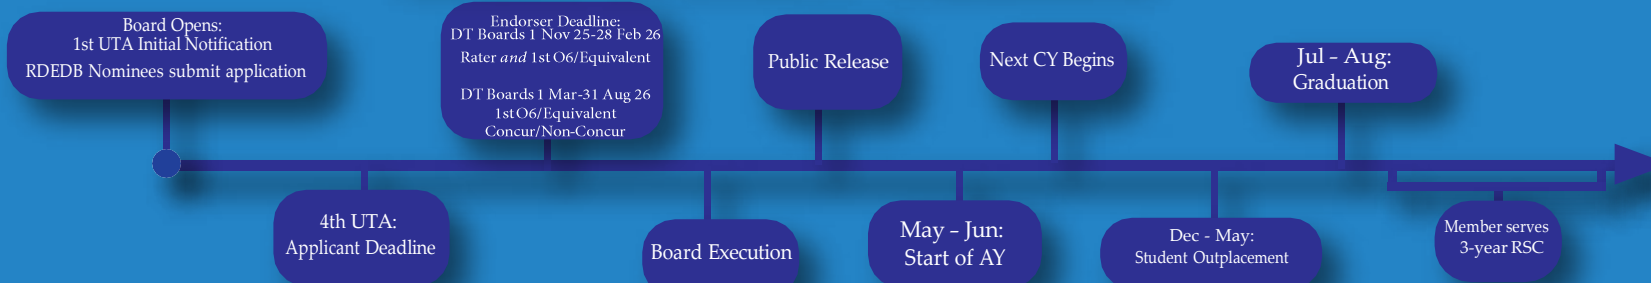 Board Opens:
1st UTA Initial Notification
RDEDB Nominees submit application
4th UTA:
Applicant Deadline
Endorser Deadline:
DT Boards 1 Nov 25-28 Feb 26
Rater and 1st O6/Equivalent
DT Boards 1 Mar-31 Aug 26
1stO6/Equivalent
Concur/Non-Concur
Board Execution
Public Release
May - Jun:
Start of AY
Next CY Begins
Dec - May:
Student Outplacement
Jul - Aug:
Graduation
Member serves
3-year RSC